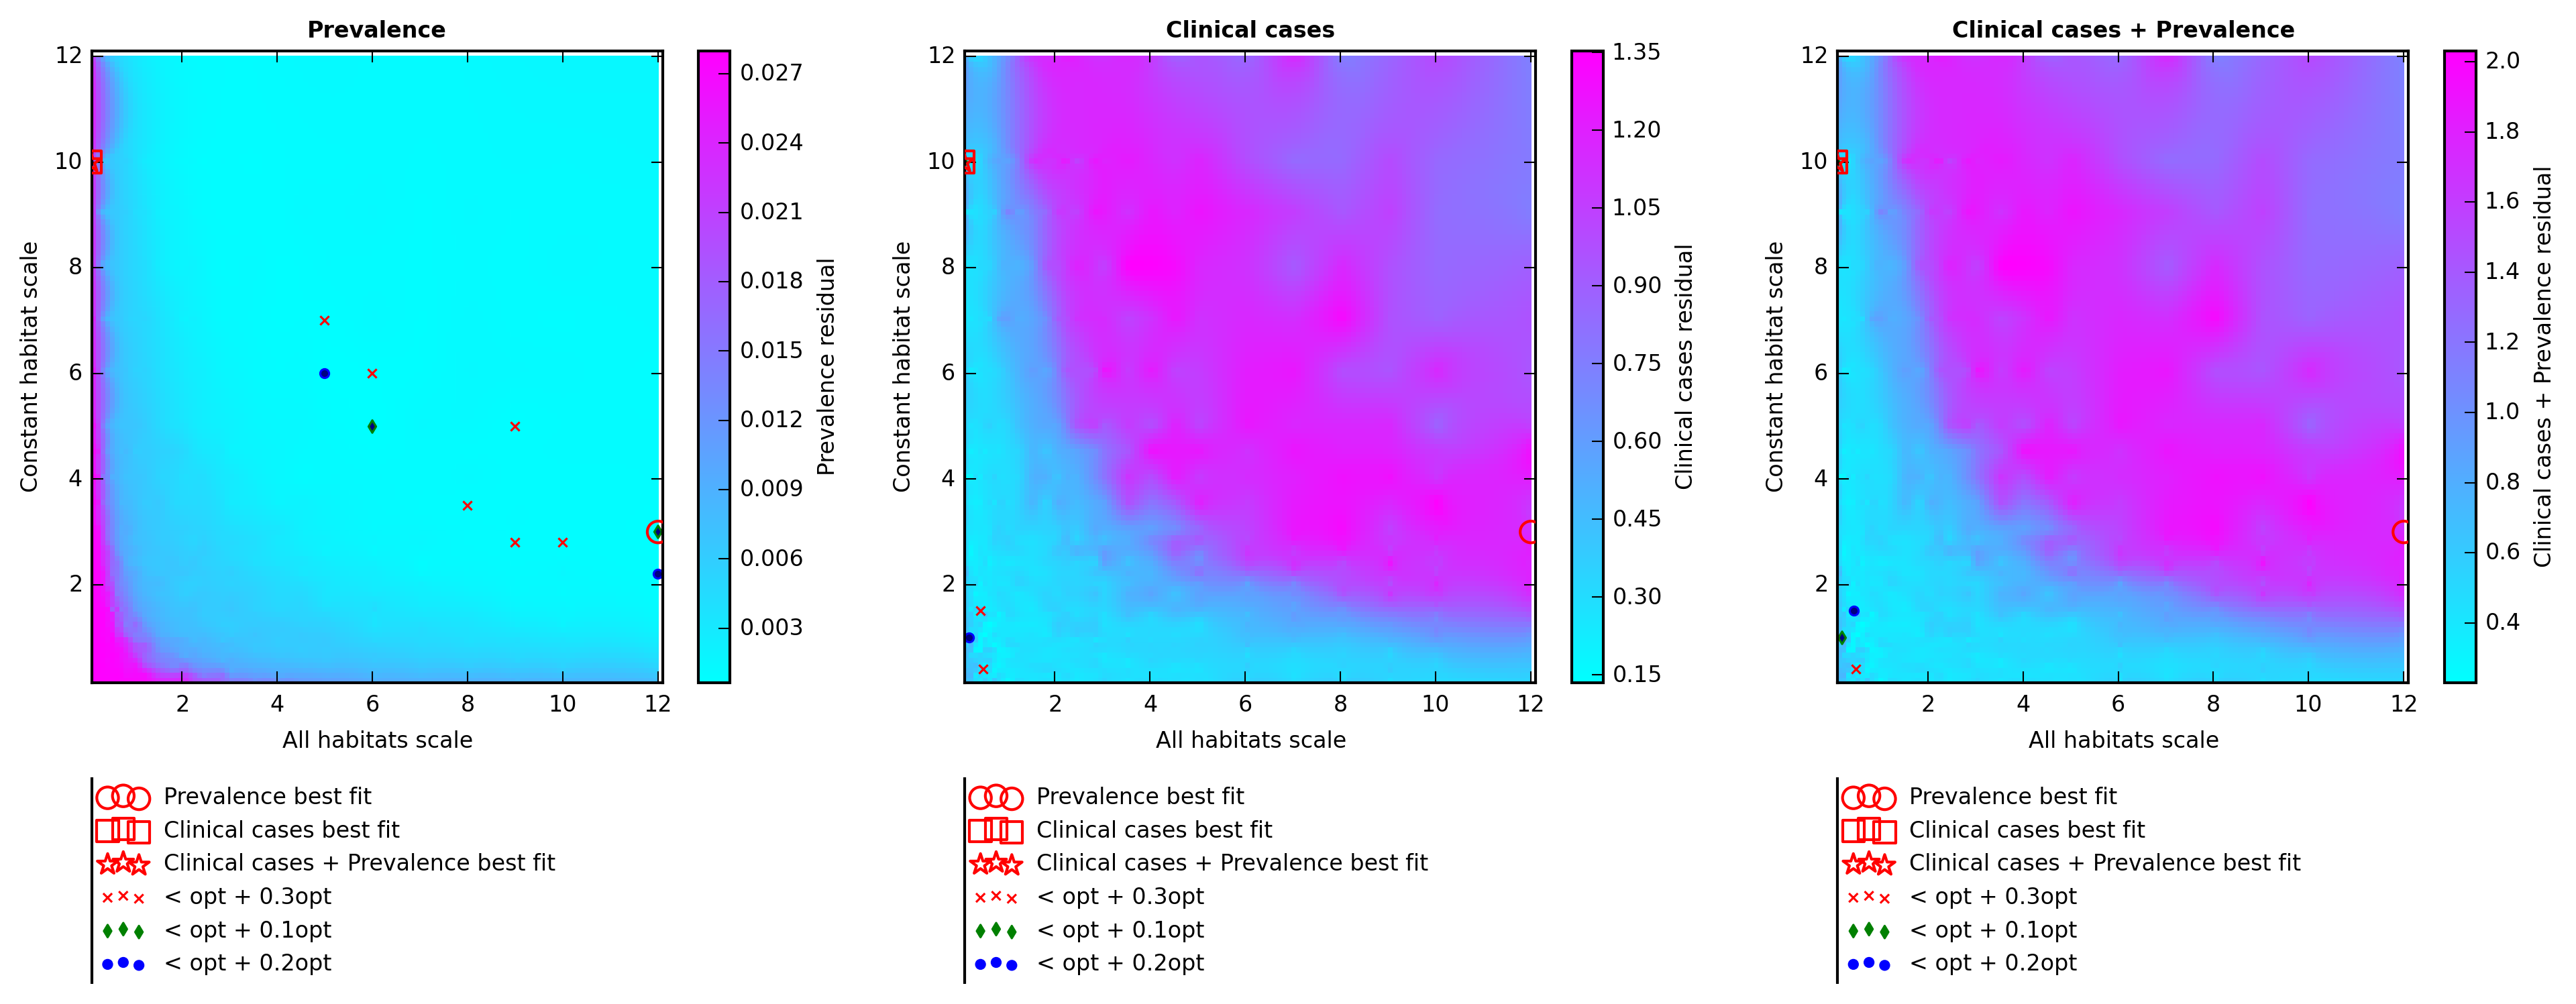 Prevalence
Clinical cases
Clinical cases + Prevalence
12
10
8
6
4
2
Constant habitat scale
2 4 6 8 10 12
All habitats scale
0.027
0.024
0.021
0.018
0.015
0.012
0.009
0.006
0.003
Prevalence residual
12
10
8
6
4
2
Constant habitat scale
2 4 6 8 10 12
All habitats scale
1.35
1.20
1.05
0.90
0.75
0.60
0.45
0.30
0.15
Clinical cases residual
12
10
8
6
4
2
Constant habitat scale
2 4 6 8 10 12
All habitats scale
2.0
1.8
1.6
1.4
1.2
1.0
0.8
0.6
0.4
Clinical cases + Prevalence residual
Prevalence best fit
Clinical cases best fit
Clinical cases + Prevalence best fit
< opt + 0.3opt
< opt + 0.1opt
< opt + 0.2opt
Prevalence best fit
Clinical cases best fit
Clinical cases + Prevalence best fit
< opt + 0.3opt
< opt + 0.1opt
< opt + 0.2opt
Prevalence best fit
Clinical cases best fit
Clinical cases + Prevalence best fit
< opt + 0.3opt
< opt + 0.1opt
< opt + 0.2opt